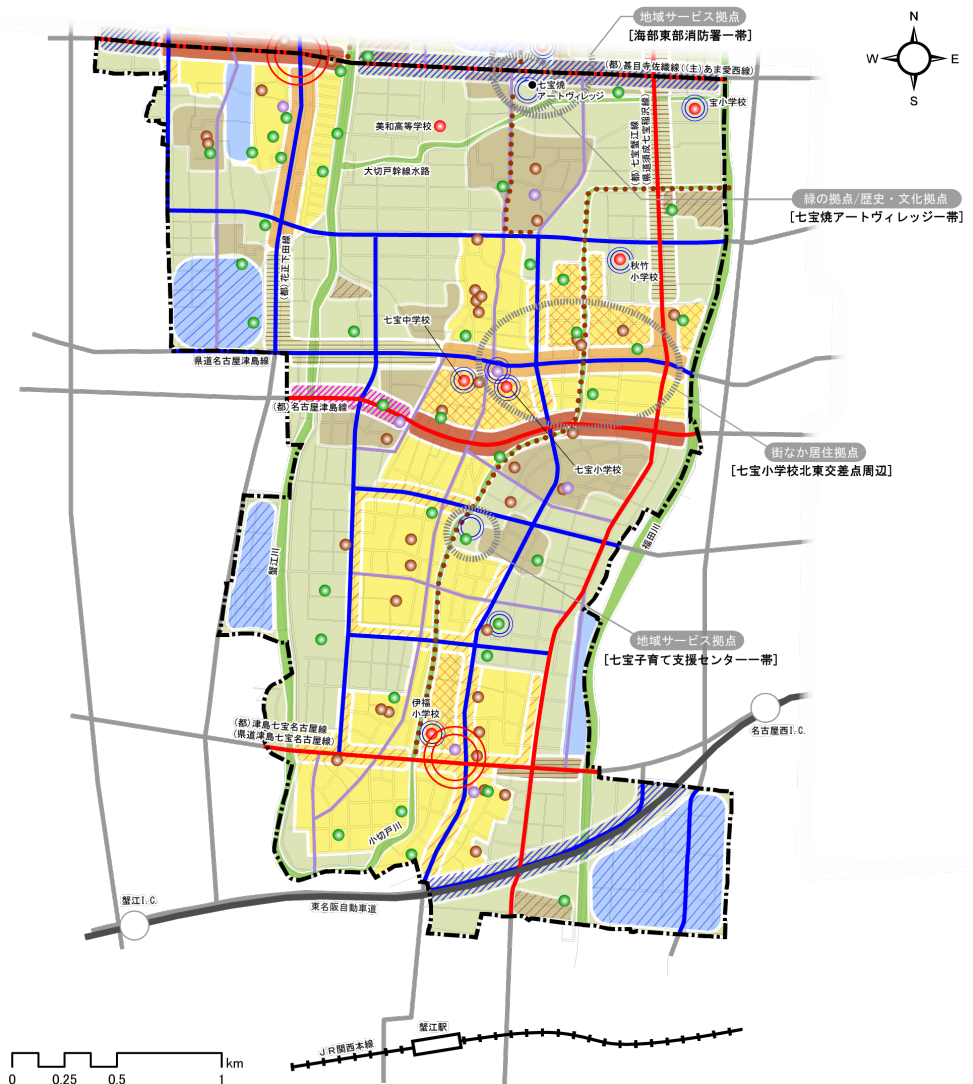 地域サービス拠点
[海部東部消防署一帯]
N
W
E
S
(都)甚目寺佐織線((主)あま愛西線)
七宝焼
アートヴィレッジ
宝小学校
美和高等学校
(都)七宝蟹江線
(県道須成七宝稲沢線)
大切戸幹線水路
緑の拠点/歴史・文化拠点
[七宝焼アートヴィレッジ一帯]
(都)花正下田線
秋竹
小学校
七宝中学校
県道名古屋津島線
(都)名古屋津島線
街なか居住拠点
[七宝小学校北東交差点周辺]
七宝小学校
福田川
蟹江川
地域サービス拠点
[七宝子育て支援センター一帯]
伊福
小学校
(都)津島七宝名古屋線
(県道津島七宝名古屋線)
名古屋西I.C.
小切戸川
蟹江I.C.
東名阪自動車道
蟹江駅
JR関西本線
km
0
0.25
0.5
1